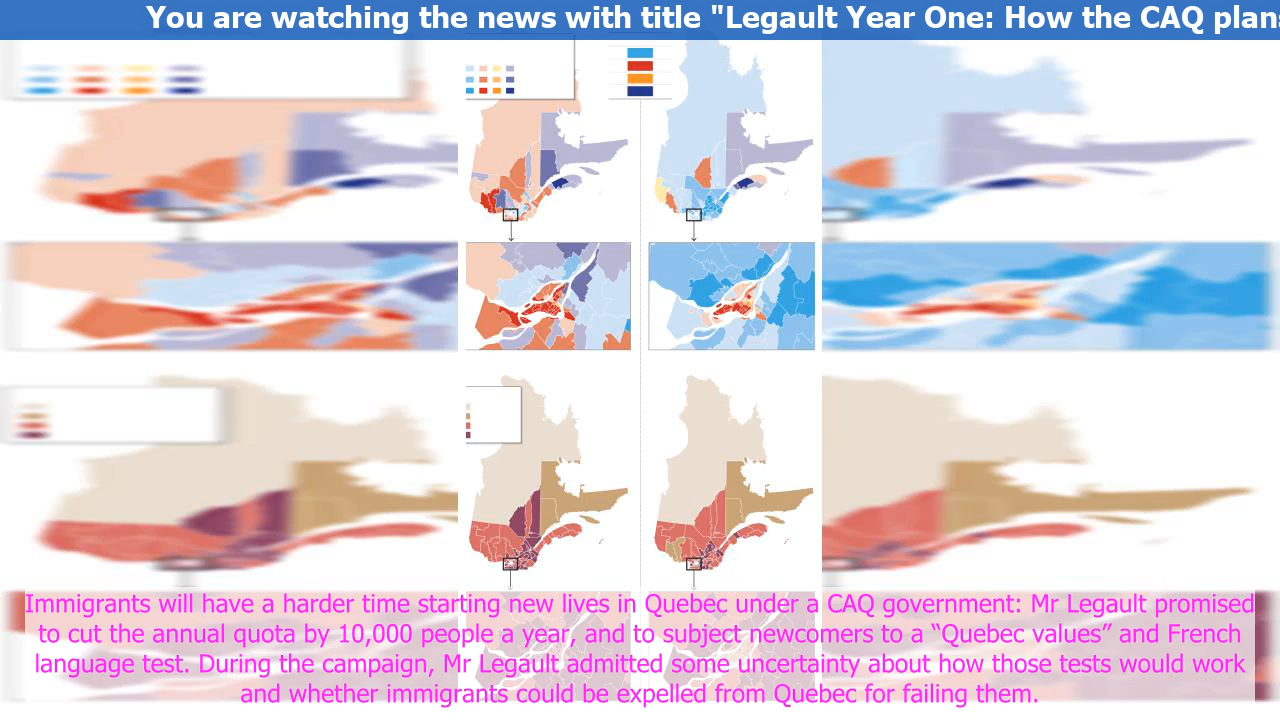 You are watching the news with title "Legault Year One: How the CAQ plans
Immigrants will have a harder time starting new lives in Quebec under a CAQ government: Mr Legault promised
to cut the annual quota by 10,000 people a year, and to subject newcomers to a “Quebec values” and French
language test. During the campaign, Mr Legault admitted some uncertainty about how those tests would work
and whether immigrants could be expelled from Quebec for failing them.